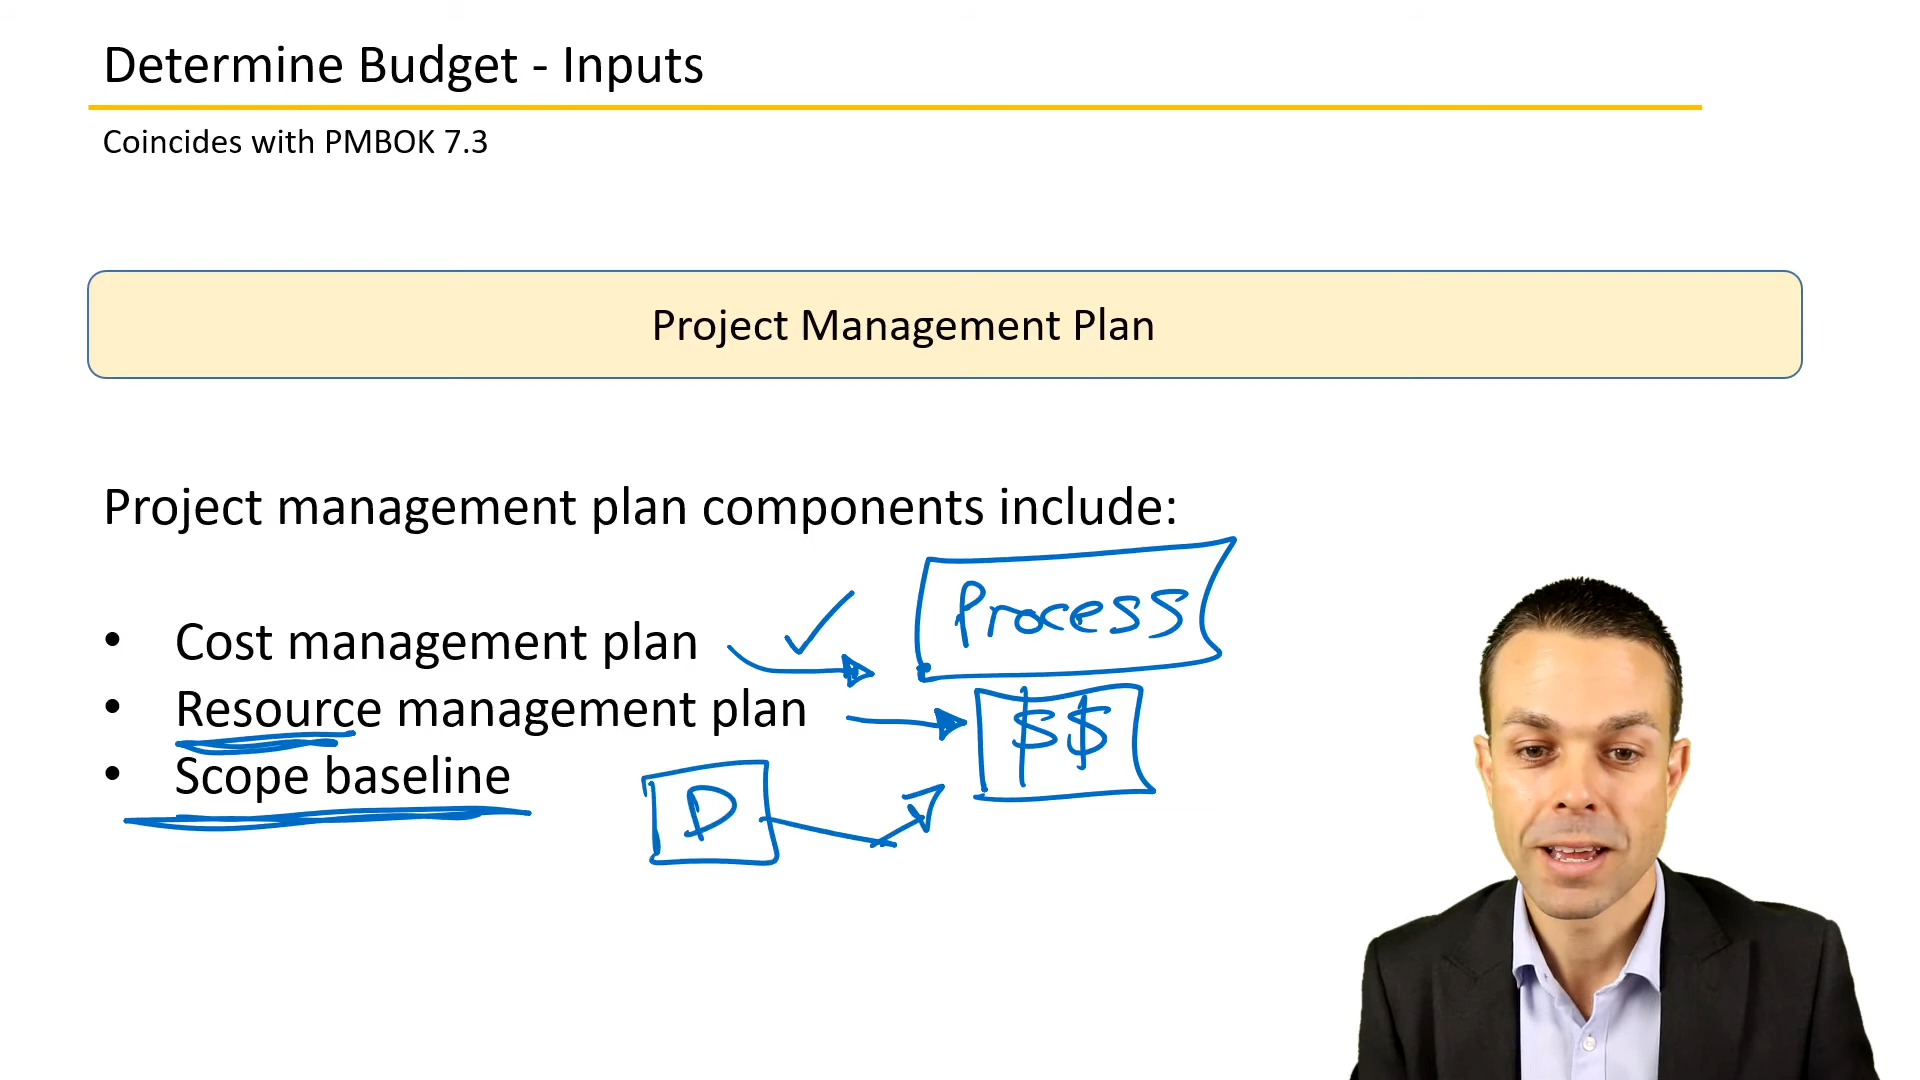 Determine Budget - Inputs
Coincides with PMBOK 7.3
Project Management Plan
Project management plan components include:
• Cost management plan
Process
• Resource management plan
$$
• Scope baseline
D